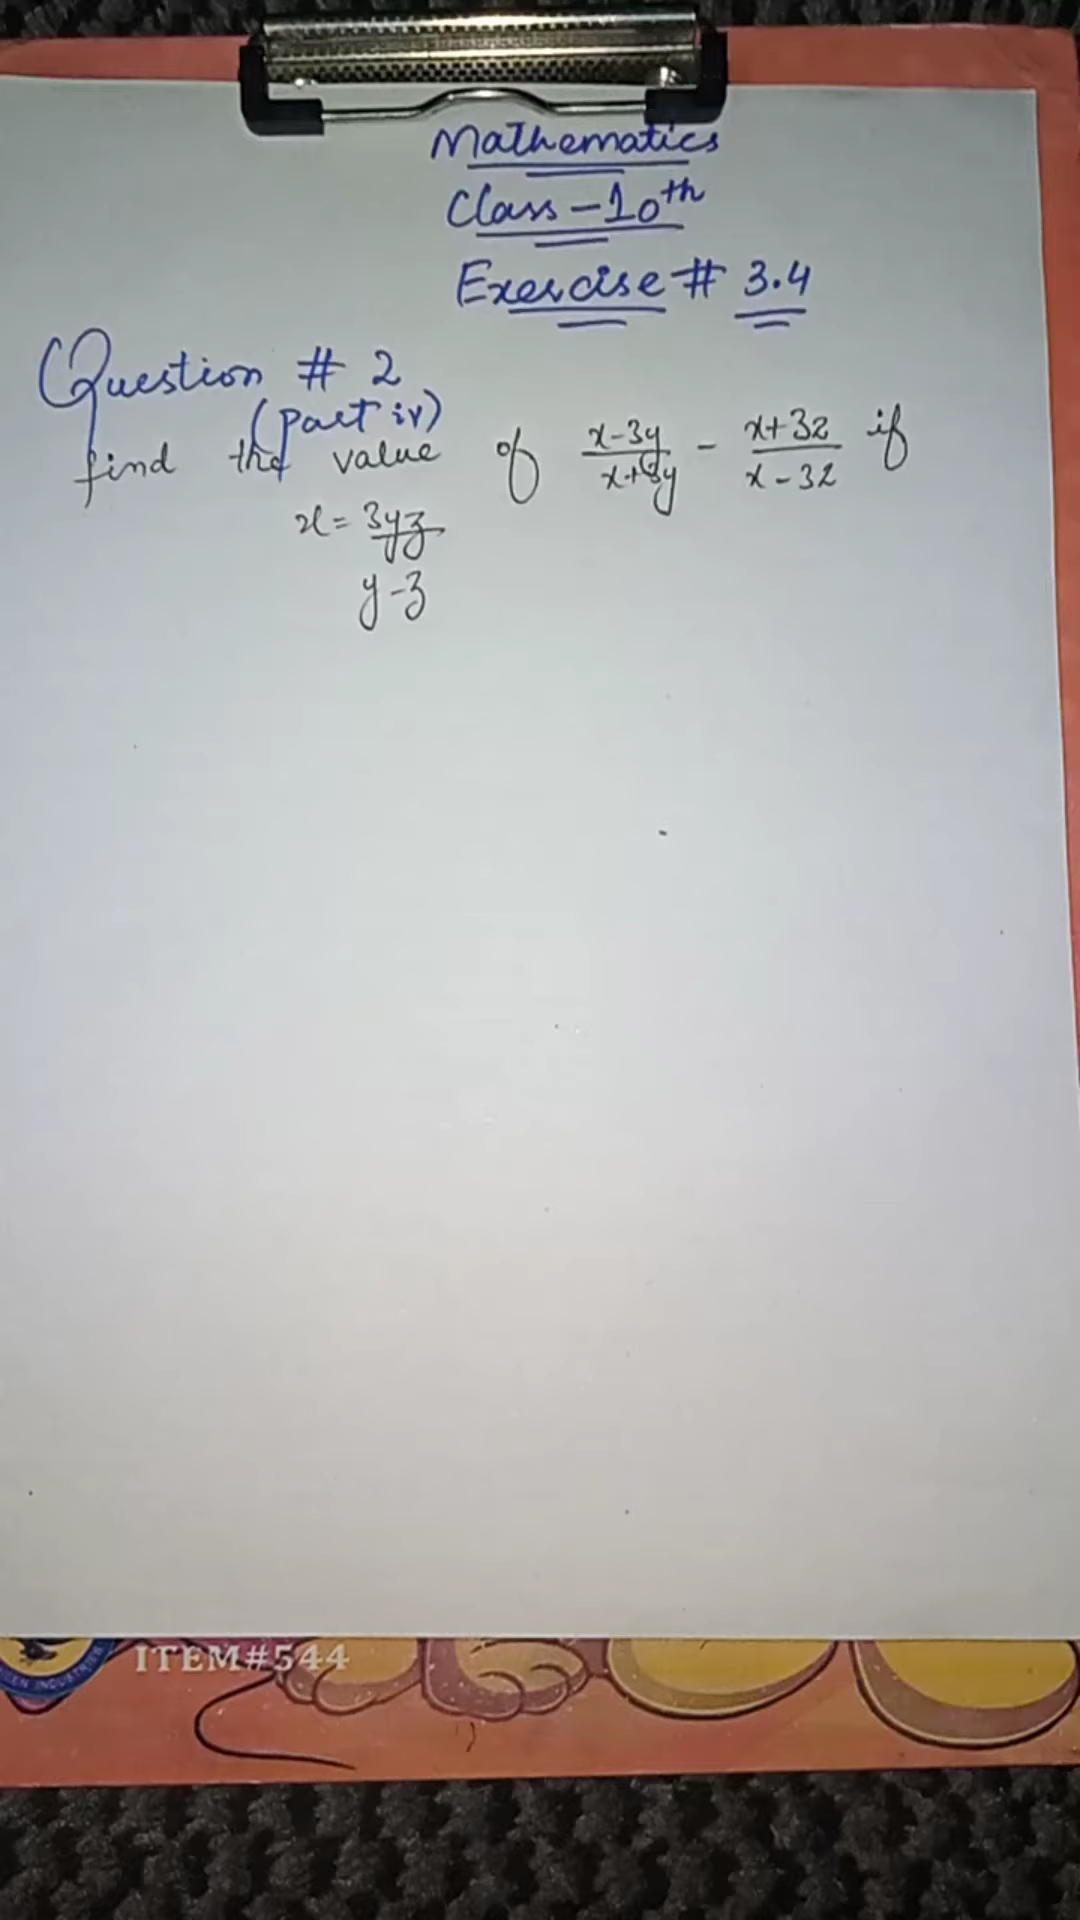 Mathematics
Class - 10th
Exercise # 3.4
Question # 2
(part iv)
find the value of x-3y/x+3y - x+3z/x-3z if
x = 3yz/y-z
ITEM#544